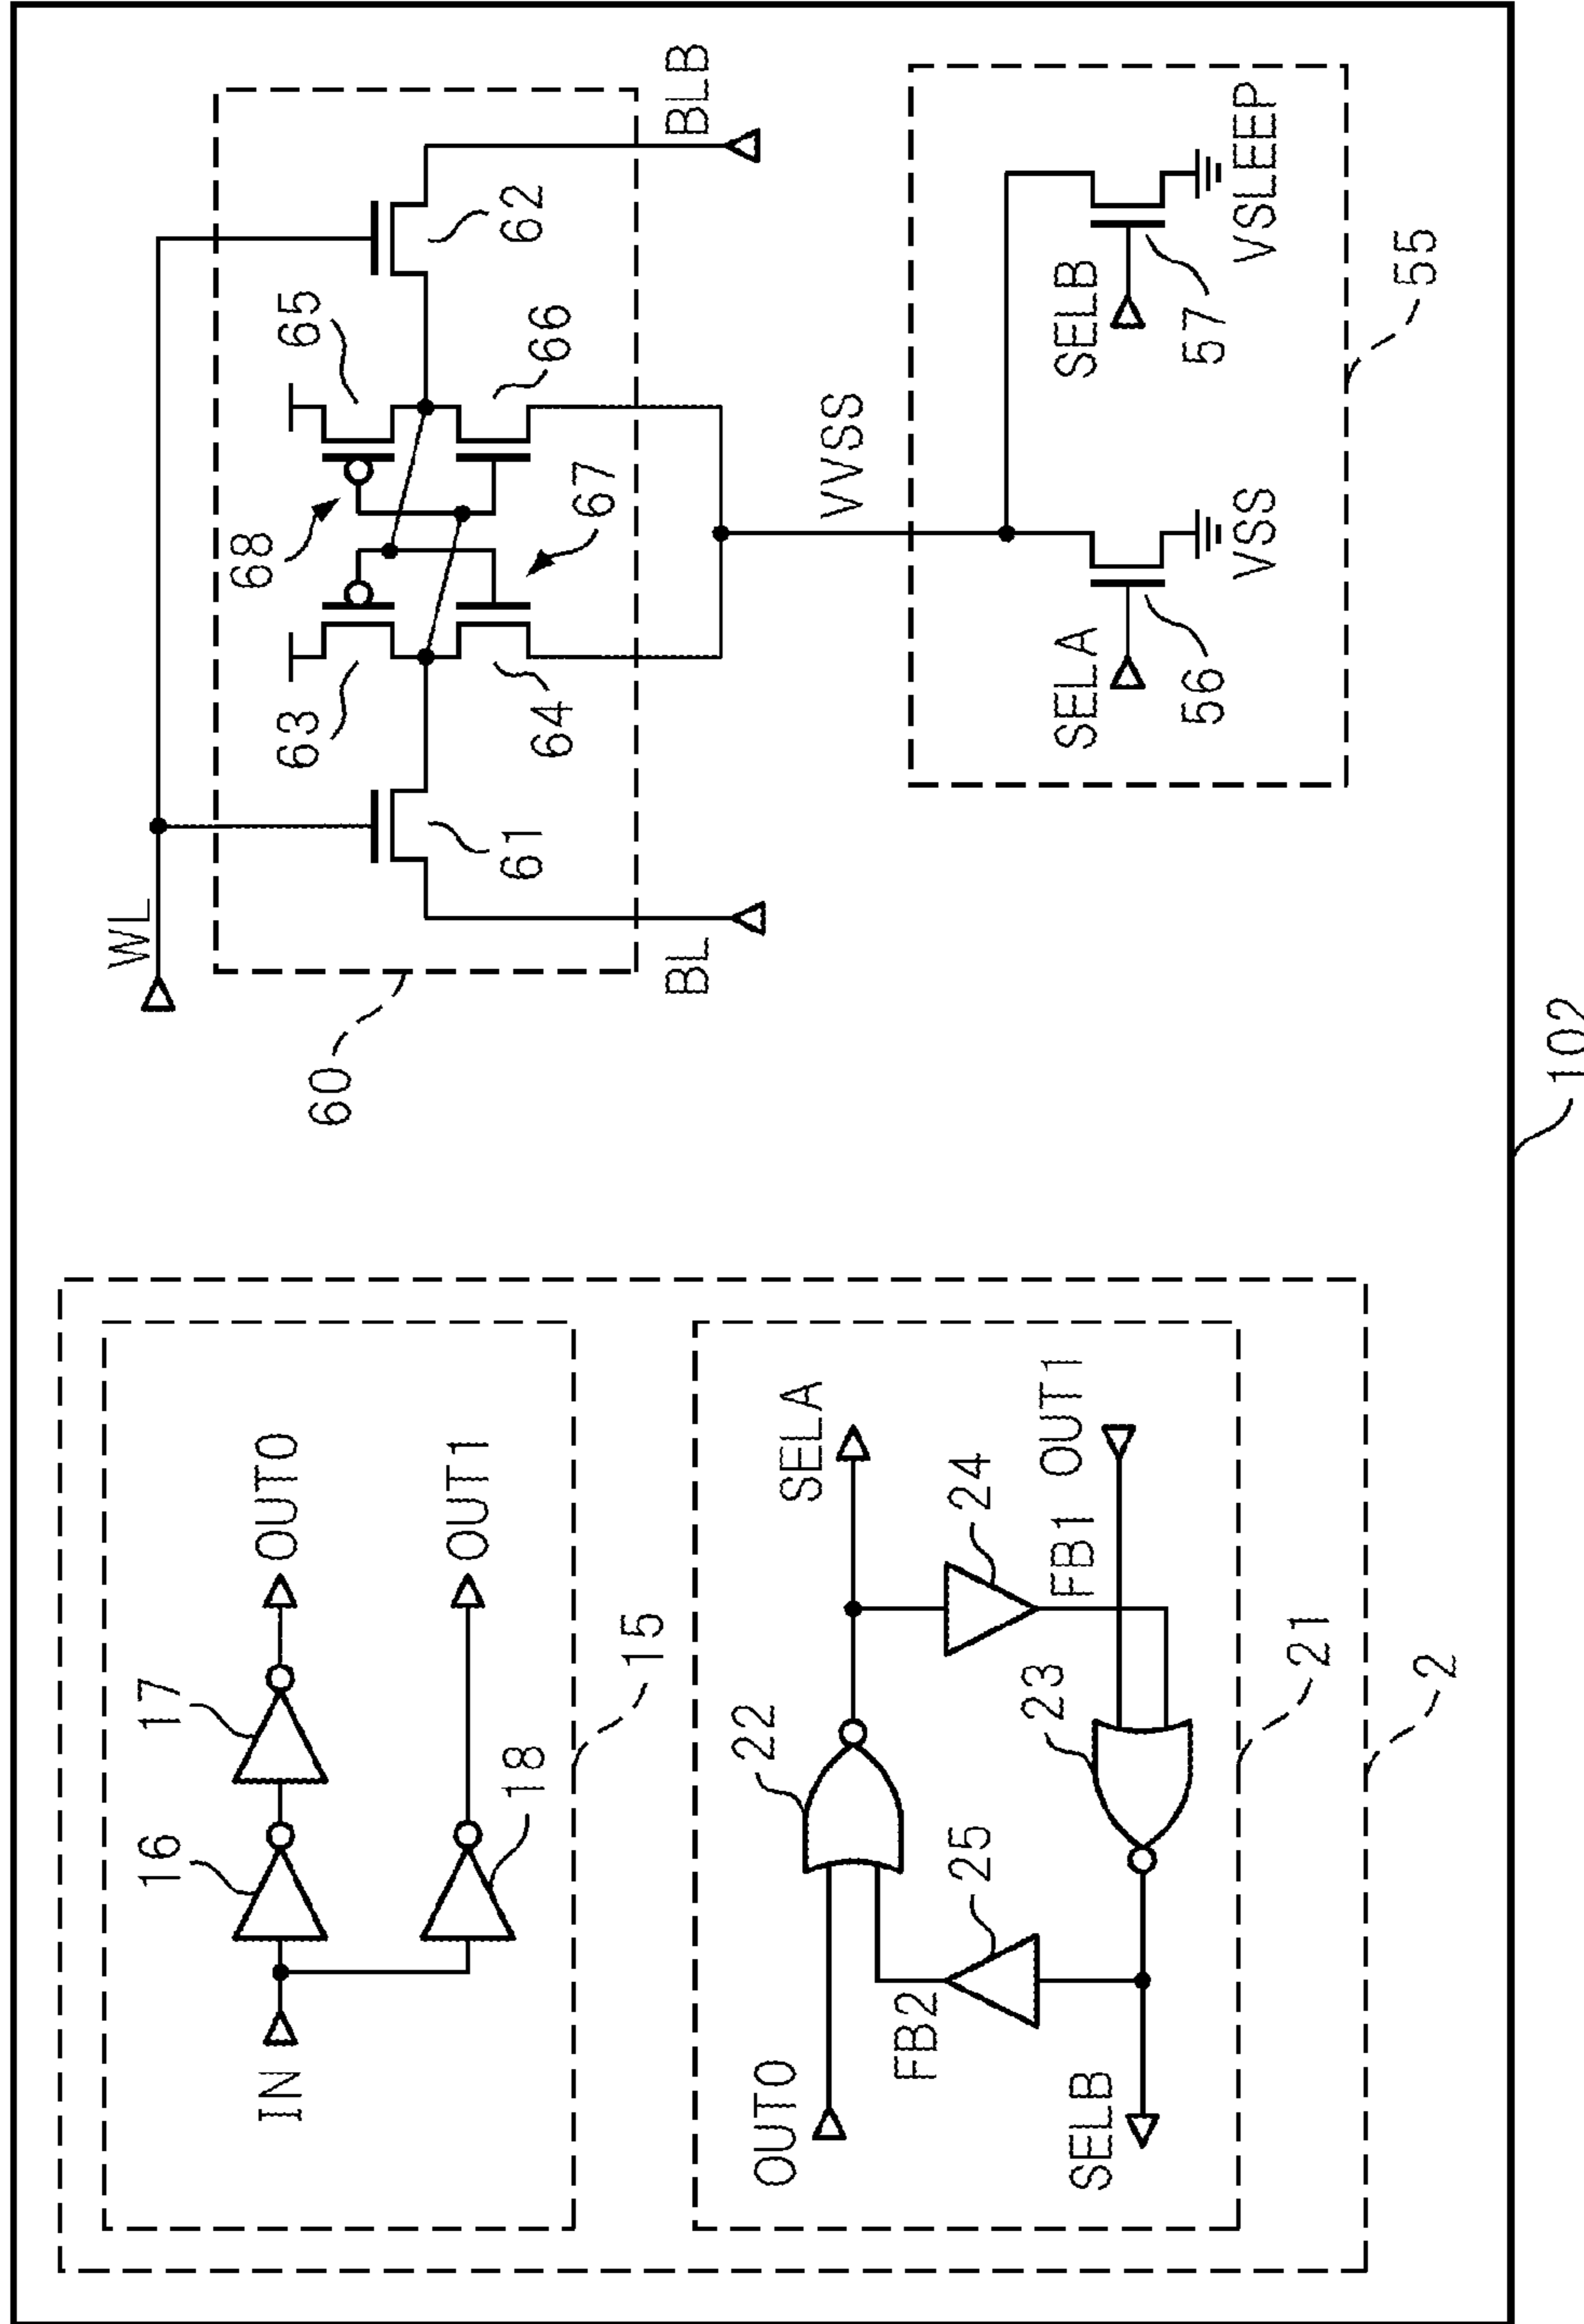 IN
16
17
OUT0
18
OUT1
15
OUT0
22
SELA
FB2
25
24
FB1
OUT1
23
SELB
21
2
WL
60
63
68
65
61
64
67
66
62
BL
BLB
VVSS
SELA
56
VSS
SELB
57
VSLEEP
55
102